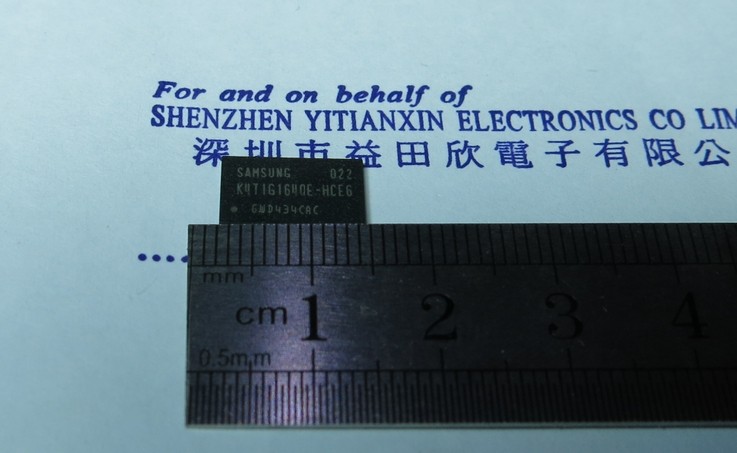 For and on behalf of
SHENZHEN YITIANXIN ELECTRONICS CO LIM
深圳市益田欣電子有限公
SAMSUNG 022
K4T1G164QE-HCE6
GWD434CRC
mm
cm 1 2 3 4
0.5mm